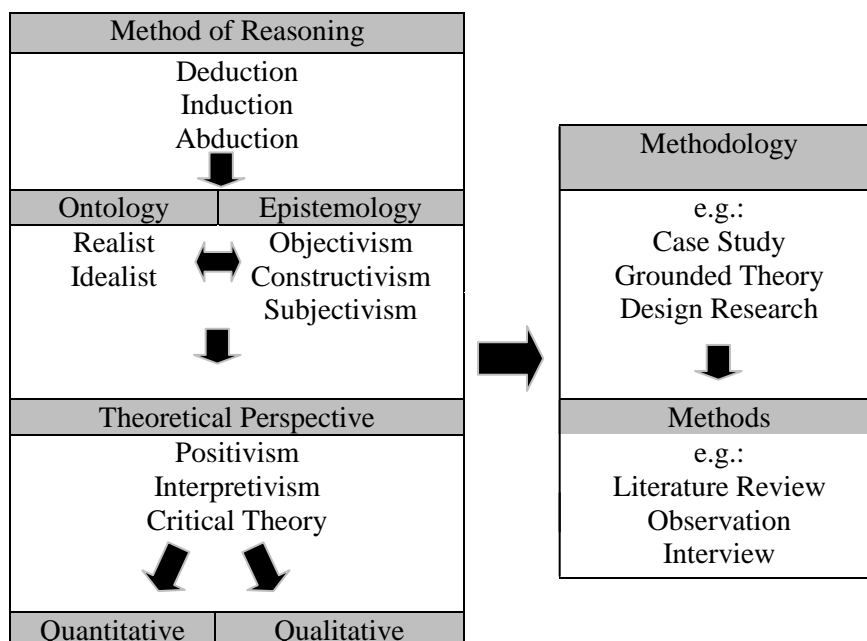 Method of Reasoning
Deduction
Induction
Abduction
Ontology
Epistemology
Realist
Idealist
Objectivism
Constructivism
Subjectivism
Theoretical Perspective
Positivism
Interpretivism
Critical Theory
Quantitative
Qualitative
Methodology
e.g.:
Case Study
Grounded Theory
Design Research
Methods
e.g.:
Literature Review
Observation
Interview